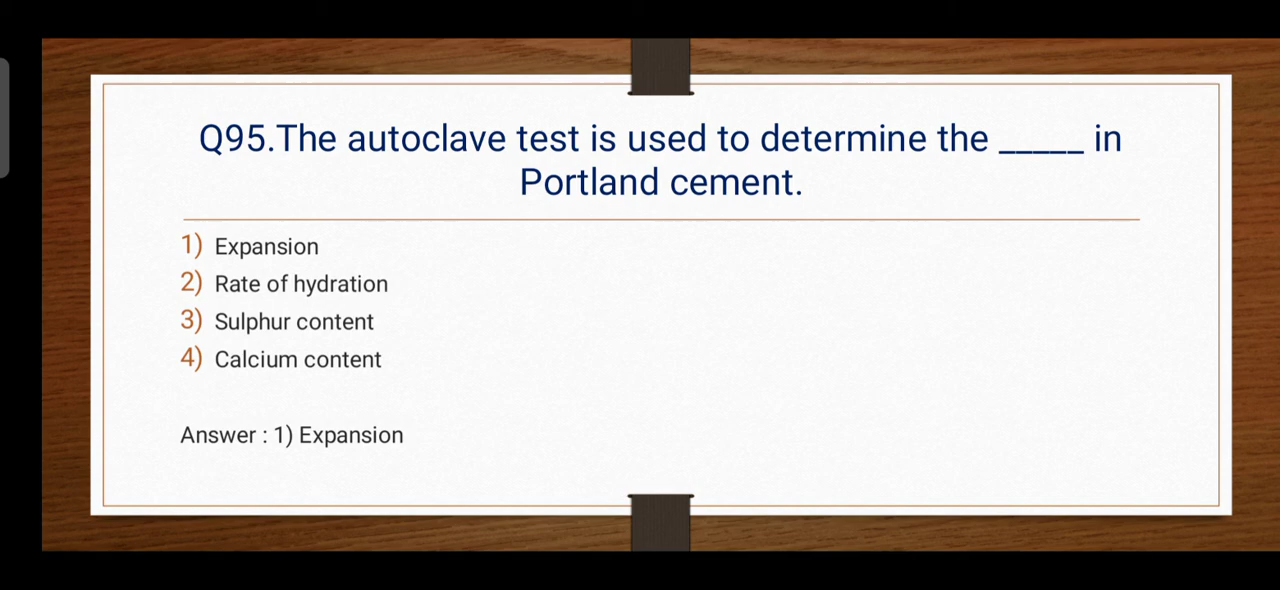 Q95.The autoclave test is used to determine the _____ in
Portland cement.
1) Expansion
2) Rate of hydration
3) Sulphur content
4) Calcium content
Answer : 1) Expansion